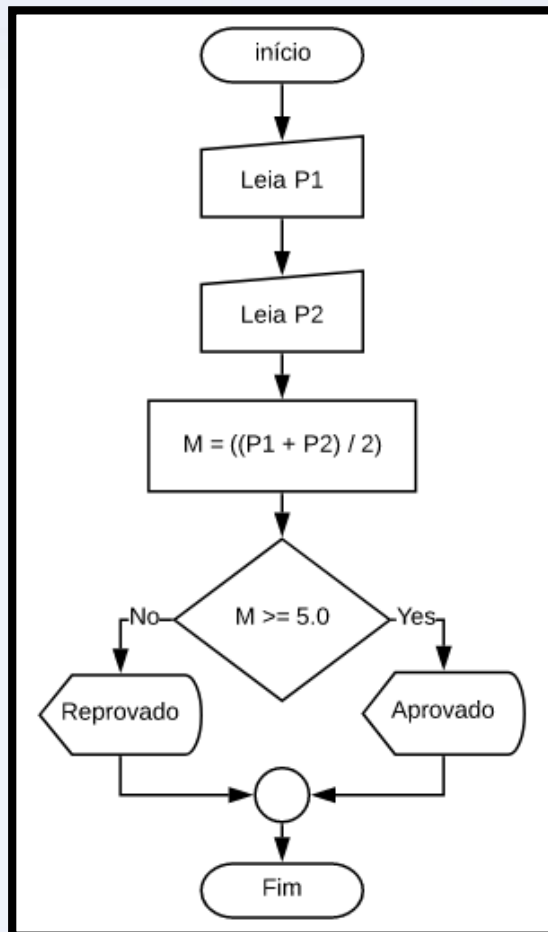 início
Leia P1
Leia P2
M = ((P1 + P2) / 2)
M >= 5.0
No
Yes
Reprovado
Aprovado
Fim